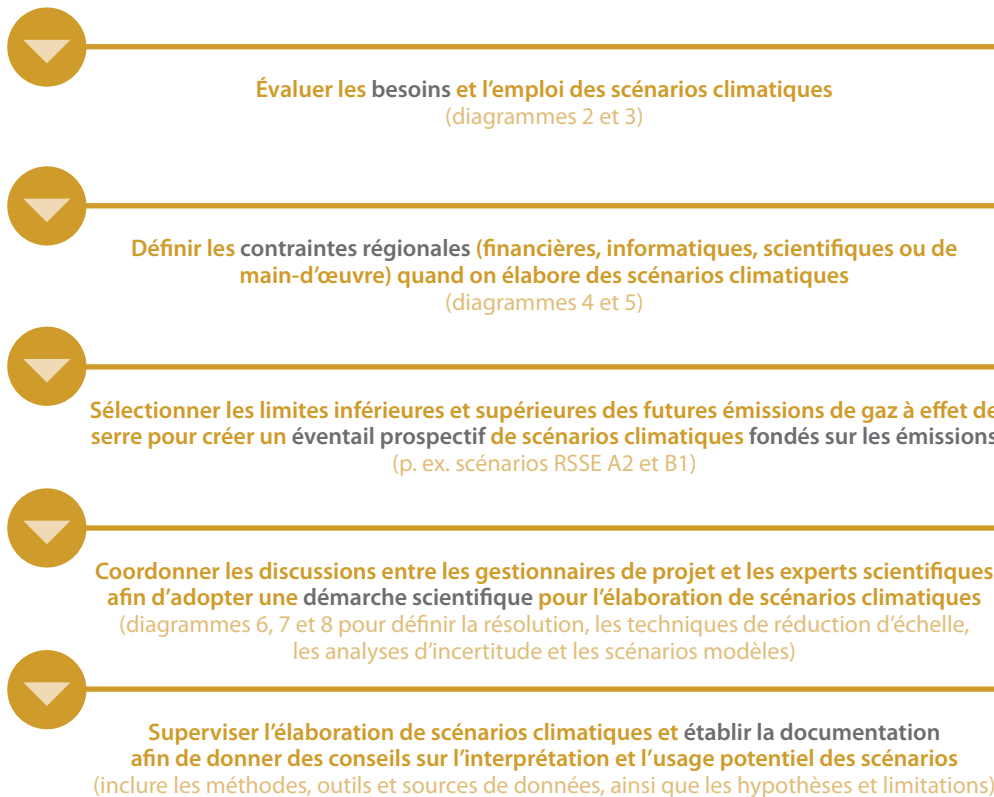 Évaluer les besoins et l’emploi des scénarios climatiques
(diagrammes 2 et 3)
Définir les contraintes régionales (financières, informatiques, scientifiques ou de
main-d’œuvre) quand on élabore des scénarios climatiques
(diagrammes 4 et 5)
Sélectionner les limites inférieures et supérieures des futures émissions de gaz à effet de
serre pour créer un éventail prospectif de scénarios climatiques fondés sur les émissions
(p. ex. scénarios RSSE A2 et B1)
Coordonner les discussions entre les gestionnaires de projet et les experts scientifiques
afin d’adopter une démarche scientifique pour l’élaboration de scénarios climatiques
(diagrammes 6, 7 et 8 pour définir la résolution, les techniques de réduction d’échelle,
les analyses d’incertitude et les scénarios modèles)
Superviser l’élaboration de scénarios climatiques et établir la documentation
afin de donner des conseils sur l’interprétation et l’usage potentiel des scénarios
(inclure les méthodes, outils et sources de données, ainsi que les hypothèses et limitations)